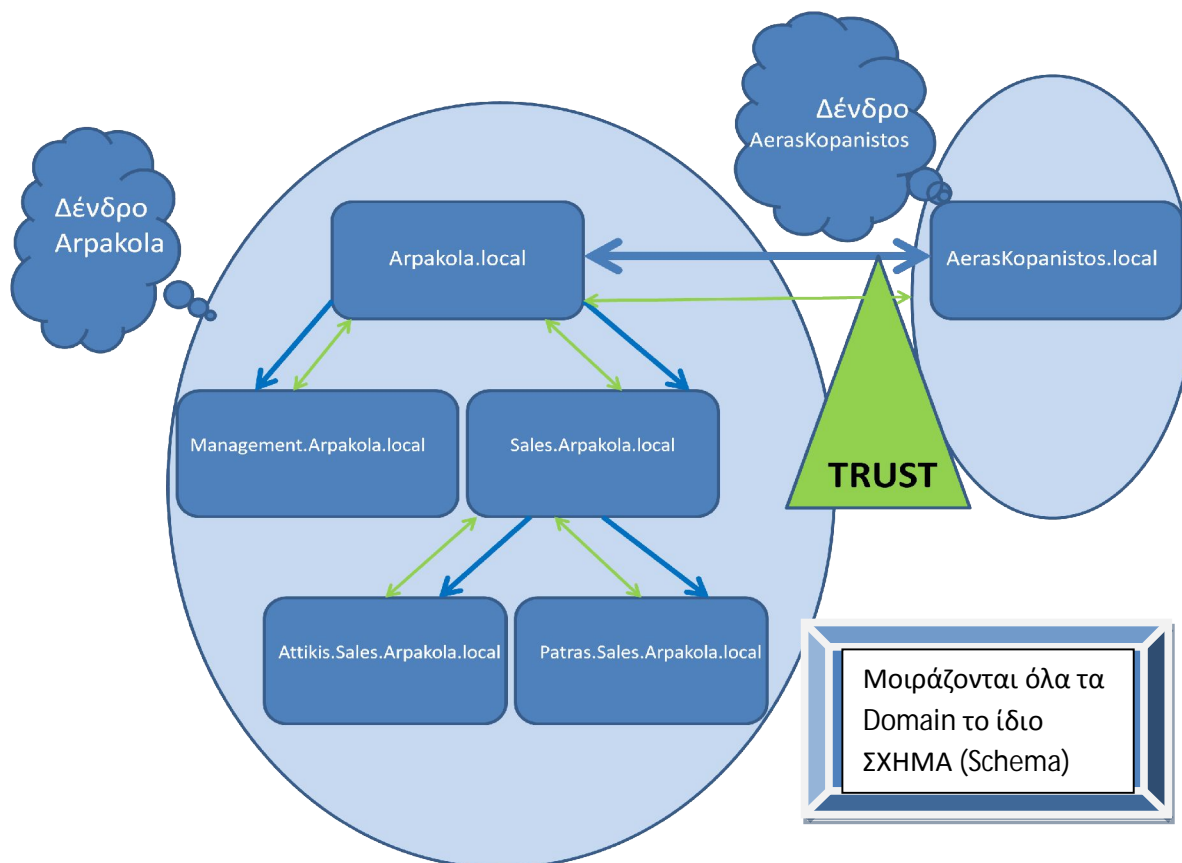 Δένδρο
AerasKopanistos
Δένδρο
Arpakola
Arpakola.local
AerasKopanistos.local
Management.Arpakola.local
Sales.Arpakola.local
TRUST
Attikis.Sales.Arpakola.local
Patras.Sales.Arpakola.local
Μοιράζονται όλα τα
Domain το ίδιο
ΣΧΗΜΑ (Schema)